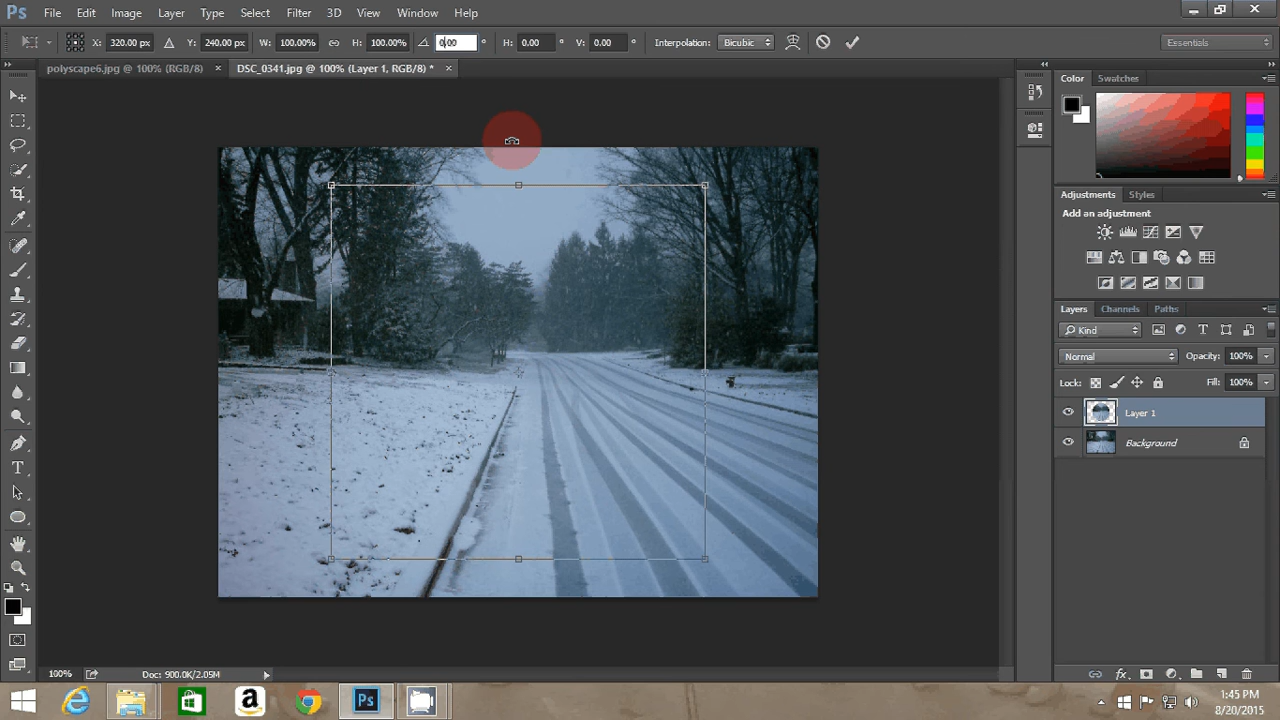 Ps File Edit Image Layer Type Select Filter 3D View Window Help
X: 320.00 px Y: 240.00 px W: 100.00% H: 100.00% 0.00 ° H: 0.00 ° V: 0.00 ° Interpolation: Bicubic Essentials
polyscape6.jpg @ 100% (RGB/8) × DSC_0341.jpg @ 100% (Layer 1, RGB/8) * ×
Color Swatches
Adjustments Styles
Add an adjustment
Layers Channels Paths
Kind
Normal Opacity: 100%
Lock: Fill: 100%
Layer 1
Background
100% Doc: 900.0K/2.05M
Ps
1:45 PM
8/20/2015